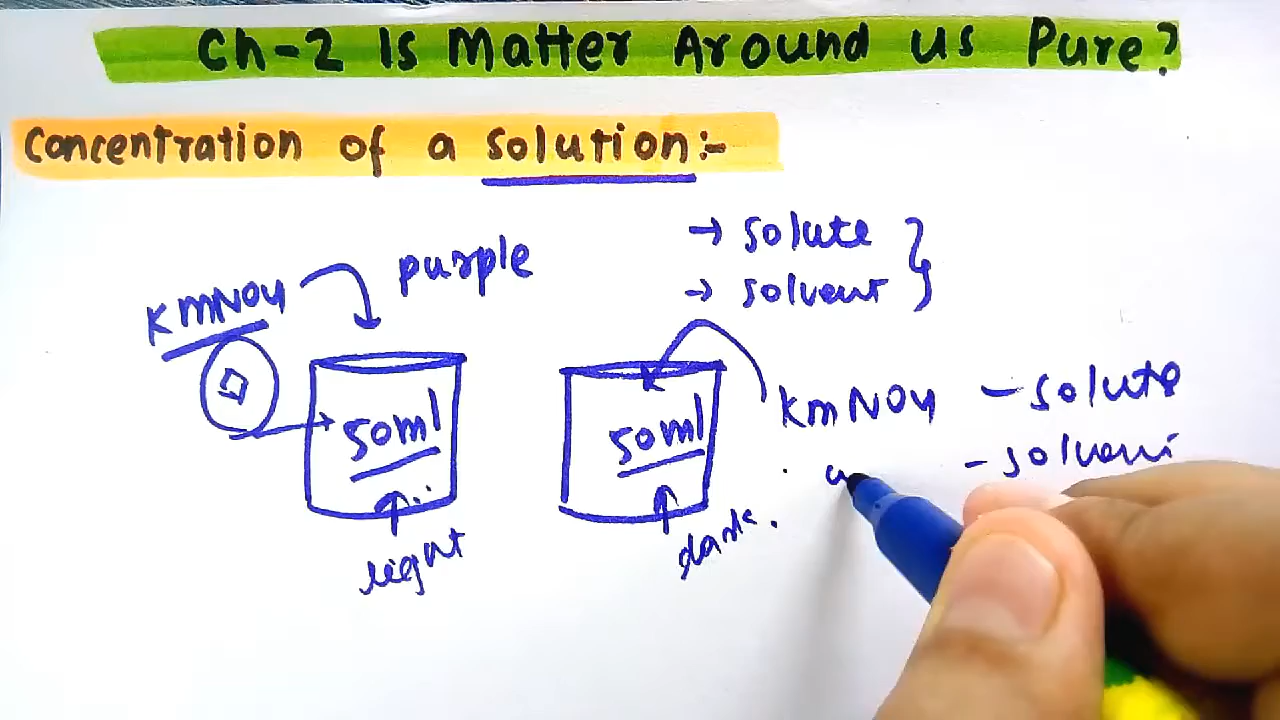 Ch-2 Is Matter Around us Pure?
Concentration of a solution:-
→ solute
→ solvent
purple
KMNO4
50ml
50ml
KMNO4 - solute
- solvent
light
dark.